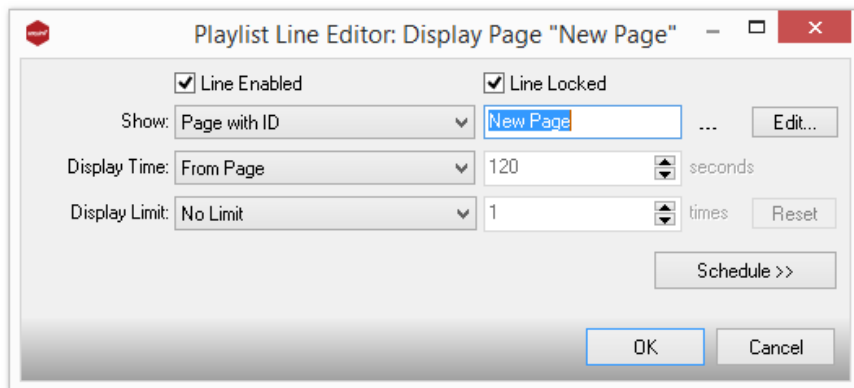 Playlist Line Editor: Display Page "New Page"
Line Enabled Line Locked
Show: Page with ID New Page ... Edit...
Display Time: From Page 120 seconds
Display Limit: No Limit 1 times Reset
Schedule >>
OK Cancel